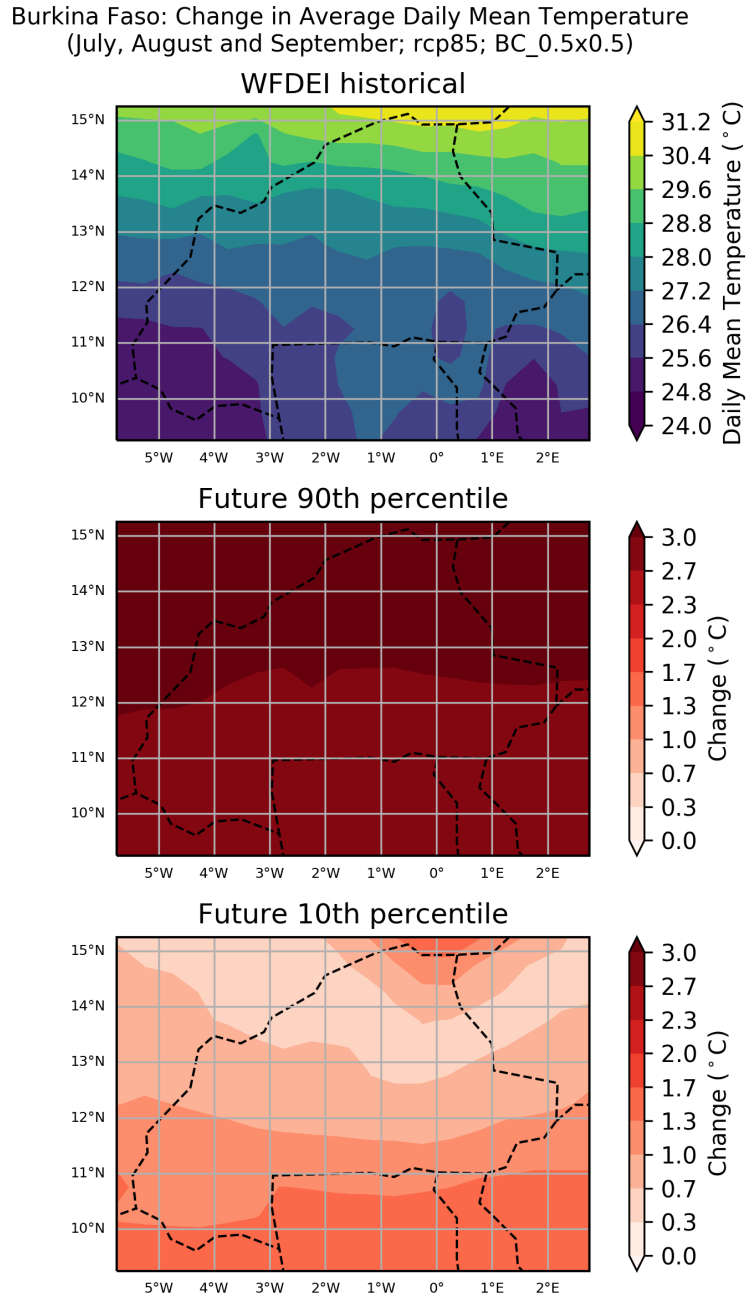 Burkina Faso: Change in Average Daily Mean Temperature
(July, August and September; rcp85; BC_0.5x0.5)
WFDEI historical
15°N
14°N
13°N
12°N
11°N
10°N
5°W 4°W 3°W 2°W 1°W 0° 1°E 2°E
31.2
30.4
29.6
28.8
28.0
27.2
26.4
25.6
24.8
24.0
Daily Mean Temperature (°C)
Future 90th percentile
15°N
14°N
13°N
12°N
11°N
10°N
5°W 4°W 3°W 2°W 1°W 0° 1°E 2°E
3.0
2.7
2.3
2.0
1.7
1.3
1.0
0.7
0.3
0.0
Change (°C)
Future 10th percentile
15°N
14°N
13°N
12°N
11°N
10°N
5°W 4°W 3°W 2°W 1°W 0° 1°E 2°E
3.0
2.7
2.3
2.0
1.7
1.3
1.0
0.7
0.3
0.0
Change (°C)